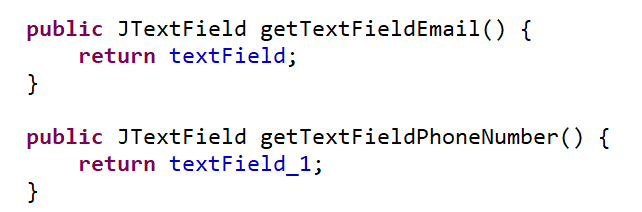 public JTextField getTextFieldEmail() {
    return textField;
}
public JTextField getTextFieldPhoneNumber() {
    return textField_1;
}